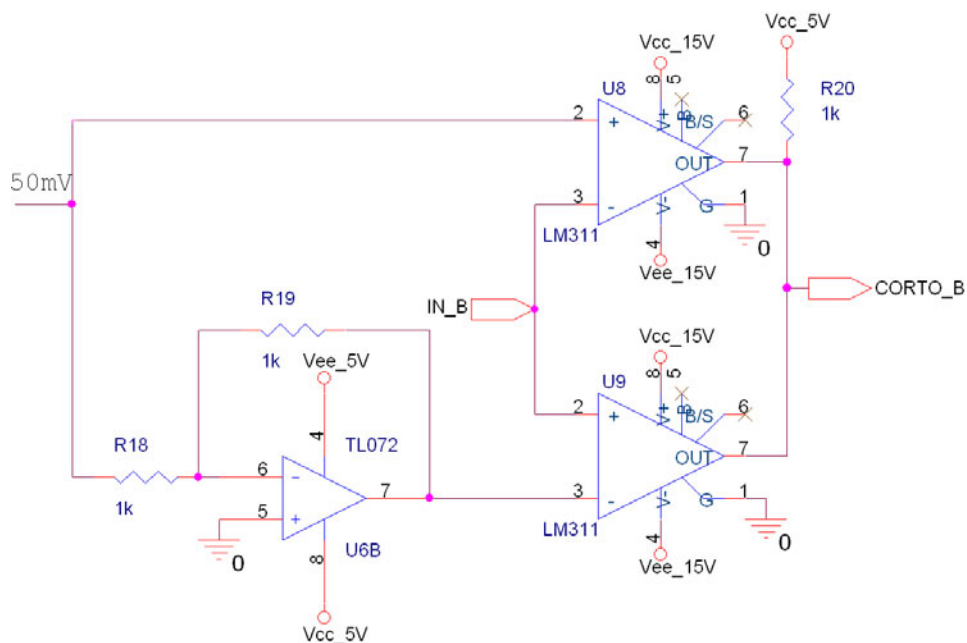 Vcc_5V
Vcc_15V
R20
1k
U8
8
5
6
2
+
V+
B
B/S
7
OUT
50mV
3
-
V-
G
1
LM311
4
0
Vee_15V
R19
1k
IN_B
CORTO_B
Vcc_15V
Vee_5V
U9
8
5
6
2
+
V+
B
B/S
4
TL072
R18
7
OUT
6
-
7
3
-
V-
G
1
1k
5
+
LM311
4
0
0
8
U6B
Vee_15V
Vcc_5V